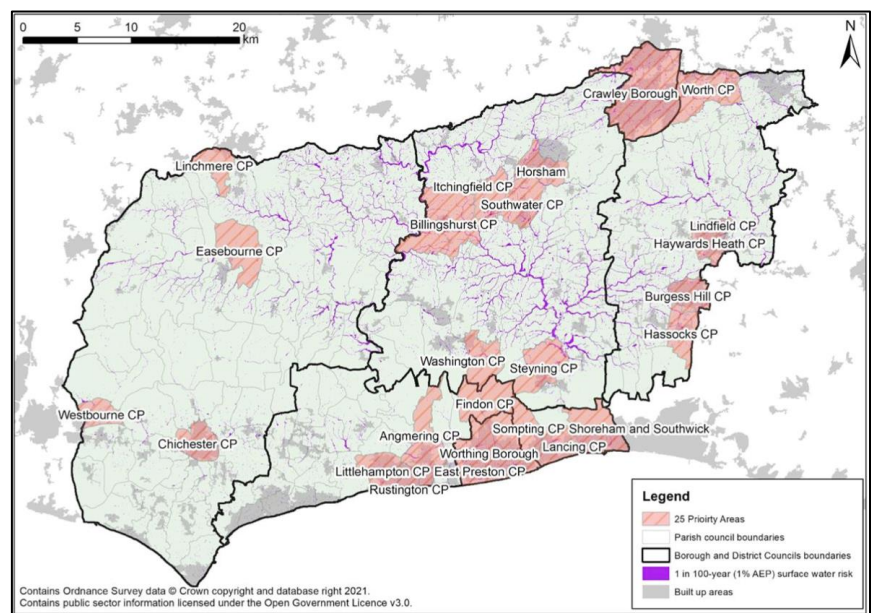 0 5 10 20
km
N
Crawley Borough
Worth CP
Linchmere CP
Horsham
Itchingfield CP
Southwater CP
Billingshurst CP
Lindfield CP
Haywards Heath CP
Easebourne CP
Burgess Hill CP
Hassocks CP
Washington CP
Steyning CP
Findon CP
Westbourne CP
Chichester CP
Angmering CP
Sompting CP
Shoreham and Southwick
Lancing CP
Worthing Borough
Littlehampton CP
East Preston CP
Rustington CP
Legend
25 Prioirty Areas
Parish council boundaries
Borough and District Councils boundaries
1 in 100-year (1% AEP) surface water risk
Built up areas
Contains Ordnance Survey data © Crown copyright and database right 2021.
Contains public sector information licensed under the Open Government Licence v3.0.